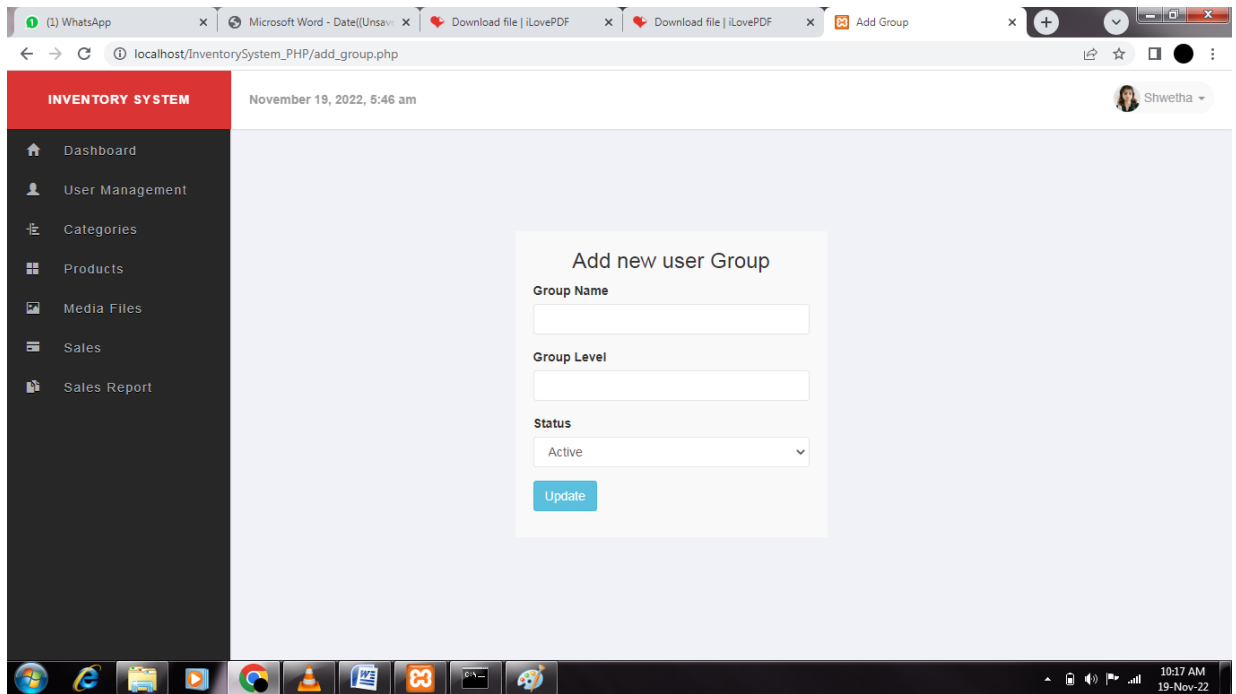 (1) WhatsApp
Microsoft Word - Date((Unsave
Download file | iLovePDF
Download file | iLovePDF
Add Group
localhost/InventorySystem_PHP/add_group.php
INVENTORY SYSTEM
November 19, 2022, 5:46 am
Shwetha
Dashboard
User Management
Categories
Products
Media Files
Sales
Sales Report
Add new user Group
Group Name
Group Level
Status
Active
Update
10:17 AM
19-Nov-22